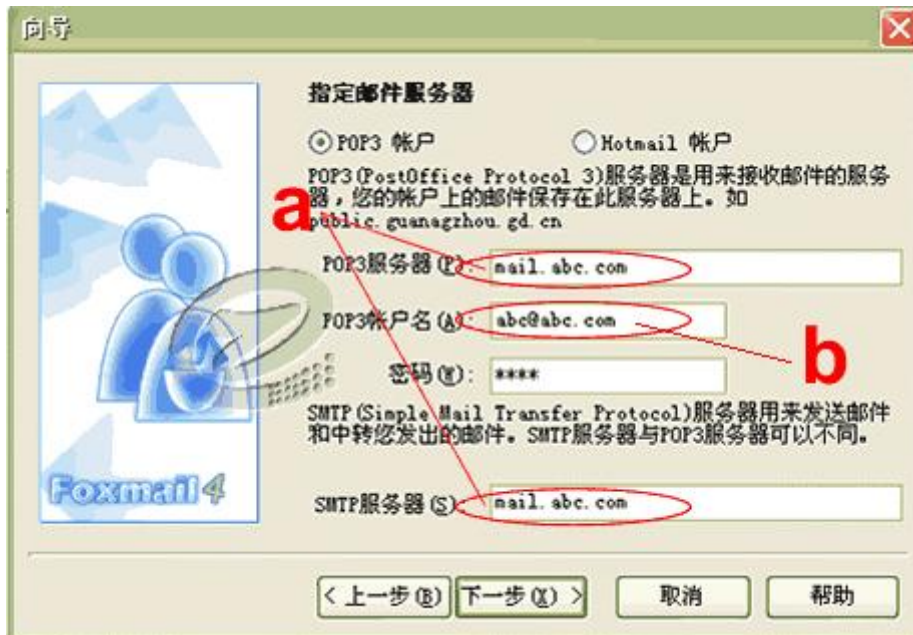 向导
指定邮件服务器
POP3 帐户
Hotmail 帐户
POP3(PostOffice Protocol 3)服务器是用来接收邮件的服务
器，您的帐户上的邮件保存在此服务器上。如
public.guanagzhou.gd.cn
a
POP3服务器(P): mail.abc.com
POP3帐户名(A): abc@abc.com
b
密码(W): ****
SMTP(Simple Mail Transfer Protocol)服务器用来发送邮件
和中转您发出的邮件。SMTP服务器与POP3服务器可以不同。
Foxmail 4
SMTP服务器(S): mail.abc.com
< 上一步(B)
下一步(X) >
取消
帮助